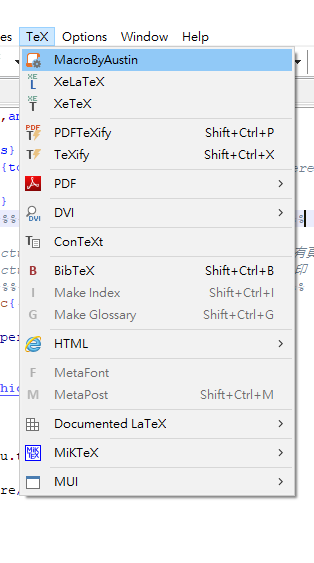 TeX Options Window Help
MacroByAustin
XeLaTeX
XeTeX
PDFTeXify Shift+Ctrl+P
TeXify Shift+Ctrl+X
PDF
DVI
ConTeXt
BibTeX Shift+Ctrl+B
Make Index Shift+Ctrl+I
Make Glossary Shift+Ctrl+G
HTML
MetaFont
MetaPost Shift+Ctrl+M
Documented LaTeX
MiKTeX
MUI